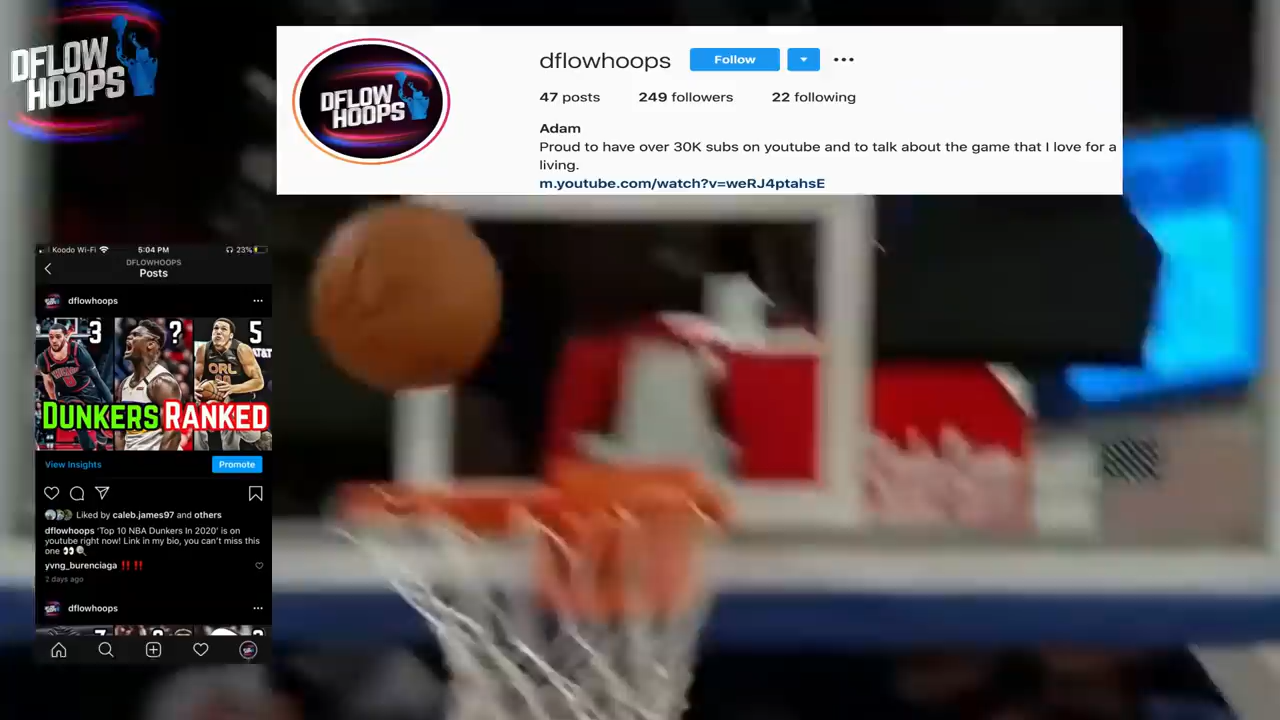 DFLOW
HOOPS
DFLOW
HOOPS
dflowhoops Follow
47 posts 249 followers 22 following
Adam
Proud to have over 30K subs on youtube and to talk about the game that I love for a
living.
m.youtube.com/watch?v=weRJ4ptahsE
Koodo Wi-Fi 5:04 PM 23%
DFLOWHOOPS
Posts
dflowhoops
3 ? 5
ORL
DUNKERS RANKED
View Insights Promote
Liked by caleb.james97 and others
dflowhoops 'Top 10 NBA Dunkers In 2020' is on
youtube right now! Link in my bio, you can't miss this
one 👀🔍
yvng_burenciaga ‼️‼️
2 days ago
dflowhoops